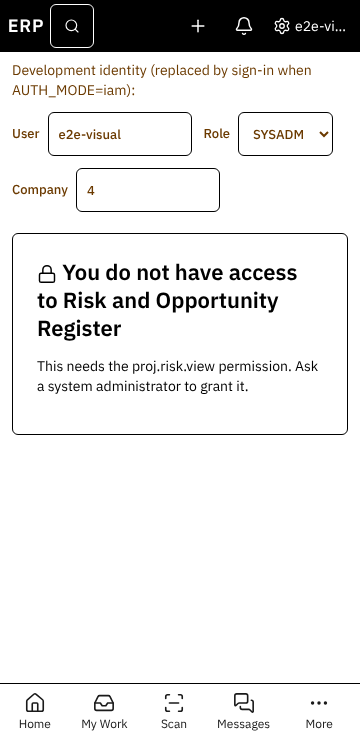 ERP
e2e-vi...
Development identity (replaced by sign-in when
AUTH_MODE=iam):
User e2e-visual Role SYSADM
Company 4
You do not have access
to Risk and Opportunity
Register
This needs the proj.risk.view permission. Ask
a system administrator to grant it.
Home My Work Scan Messages More